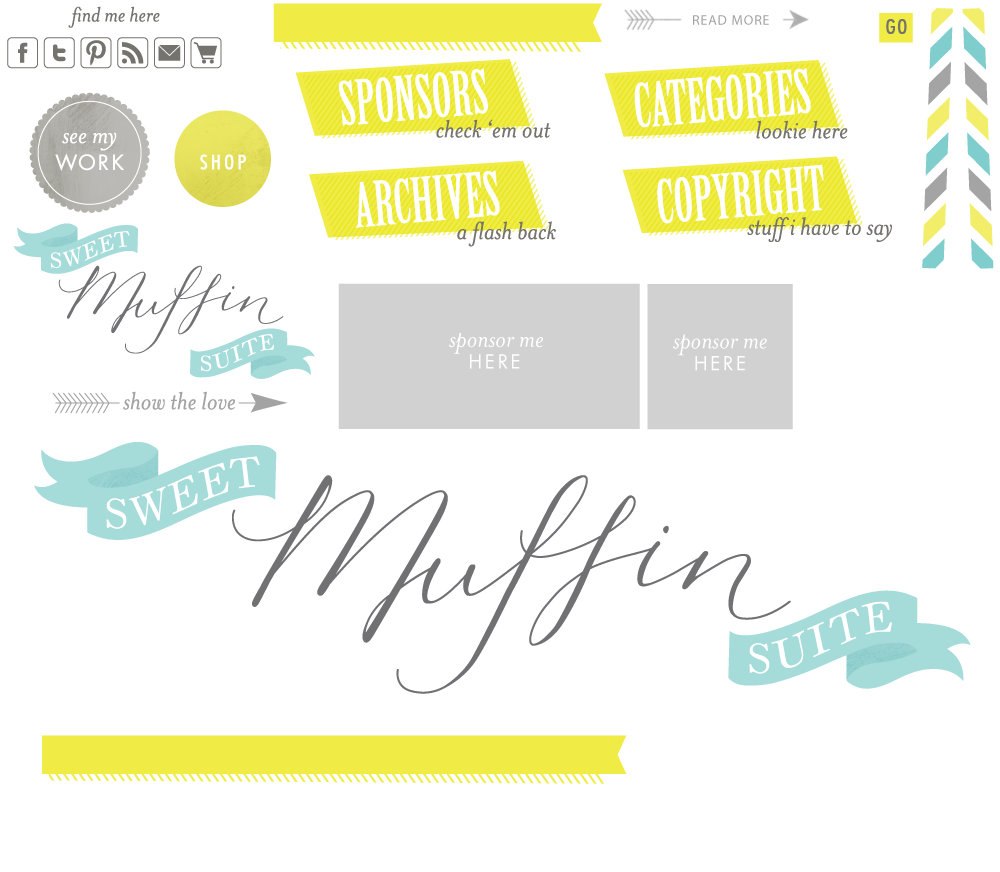 find me here
READ MORE
GO
SPONSORS
check ‘em out
CATEGORIES
lookie here
see my
WORK
SHOP
ARCHIVES
a flash back
COPYRIGHT
stuff i have to say
SWEET
Muffin
SUITE
sponsor me
HERE
sponsor me
HERE
show the love
SWEET
Muffin
SUITE